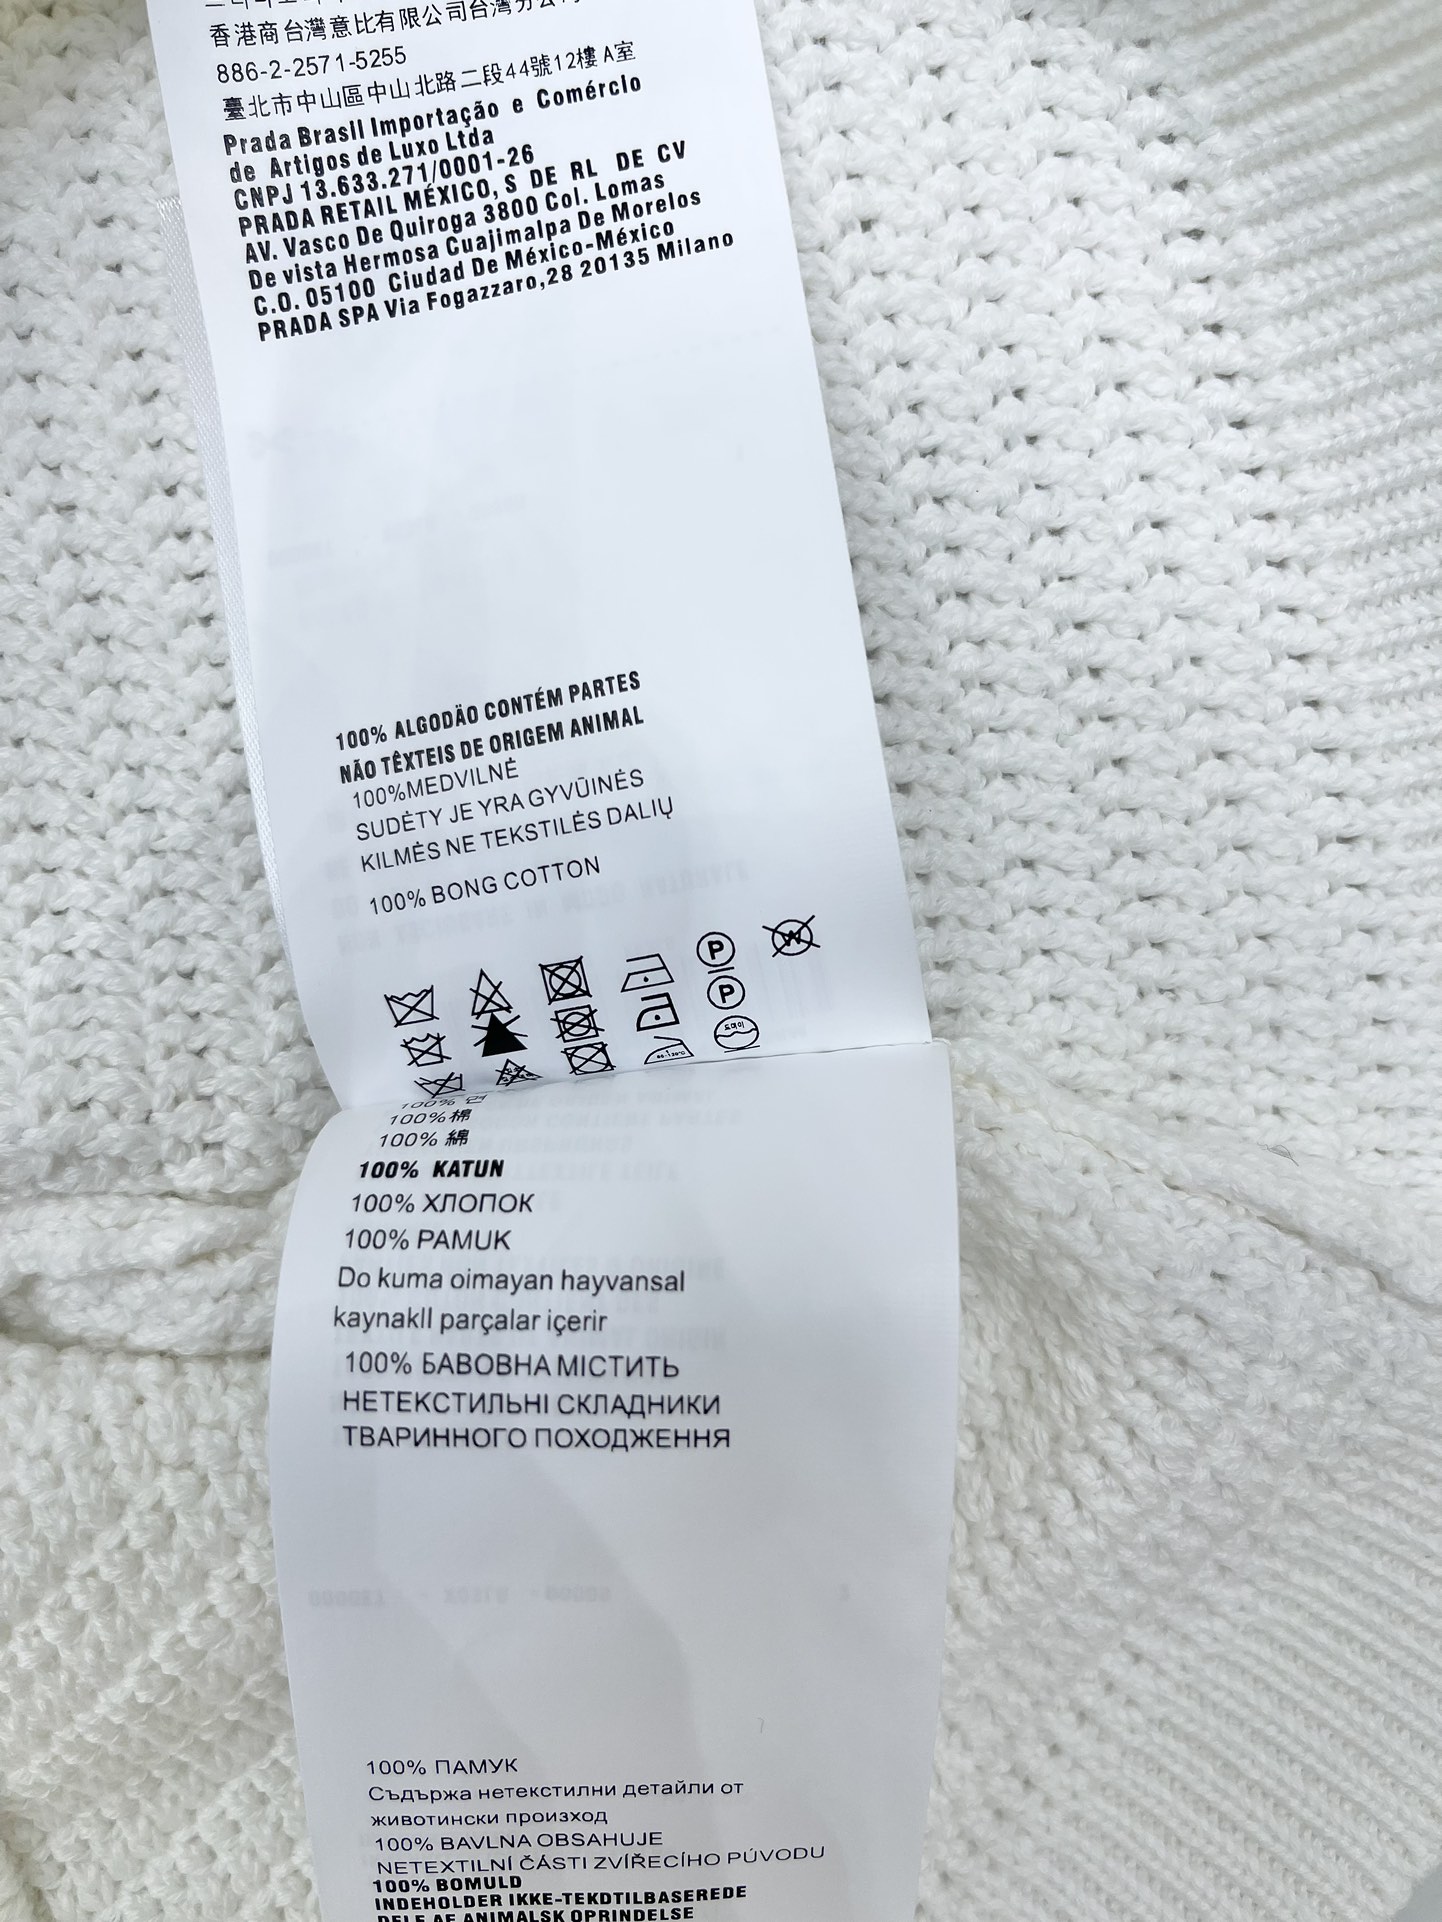 香港商台灣意比有限公司台灣分公
886-2-2571-5255
臺北市中山區中山北路二段44號12樓A室
Prada Brasil Importação e Comércio
de Artigos de Luxo Ltda
CNPJ 13.633.271/0001-26
PRADA RETAIL MÉXICO, S DE RL DE CV
AV. Vasco De Quiroga 3800 Col. Lomas
De vista Hermosa Cuajimalpa De Morelos
C.O. 05100 Ciudad De México-México
PRADA SPA Via Fogazzaro,28 20135 Milano
100% ALGODÄO CONTÉM PARTES
NÃO TÊXTEIS DE ORIGEM ANIMAL
100%MEDVILNĖ
SUDĖTY JE YRA GYVŪINĖS
KILMĖS NE TEKSTILĖS DALIŲ
100% BONG COTTON
P
W
P
드라이
100% 면
100%棉
100% 綿
100% KATUN
100% ХЛОПОК
100% PAMUK
Do kuma oimayan hayvansal
kaynakll parçalar içerir
100% БАВОВНА МІСТИТЬ
НЕТЕКСТИЛЬНІ СКЛАДНИКИ
ТВАРИННОГО ПОХОДЖЕННЯ
100% ПАМУК
Съдържа нетекстилни детайли от
животински произход
100% BAVLNA OBSAHUJE
NETEXTILNÍ ČÁSTI ZVÍŘECÍHO PÚVODU
100% BOMULD
INDEHOLDER IKKE-TEKDTILBASEREDE
DELE AF ANIMALSK OPRINDELSE